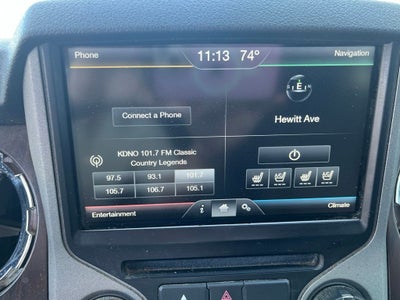 Phone
11:13 74°
Navigation
E
Connect a Phone
Hewitt Ave
KDNO 101.7 FM Classic
Country Legends
97.5 93.1 101.7
105.7 106.7 105.1
Entertainment
i
Climate